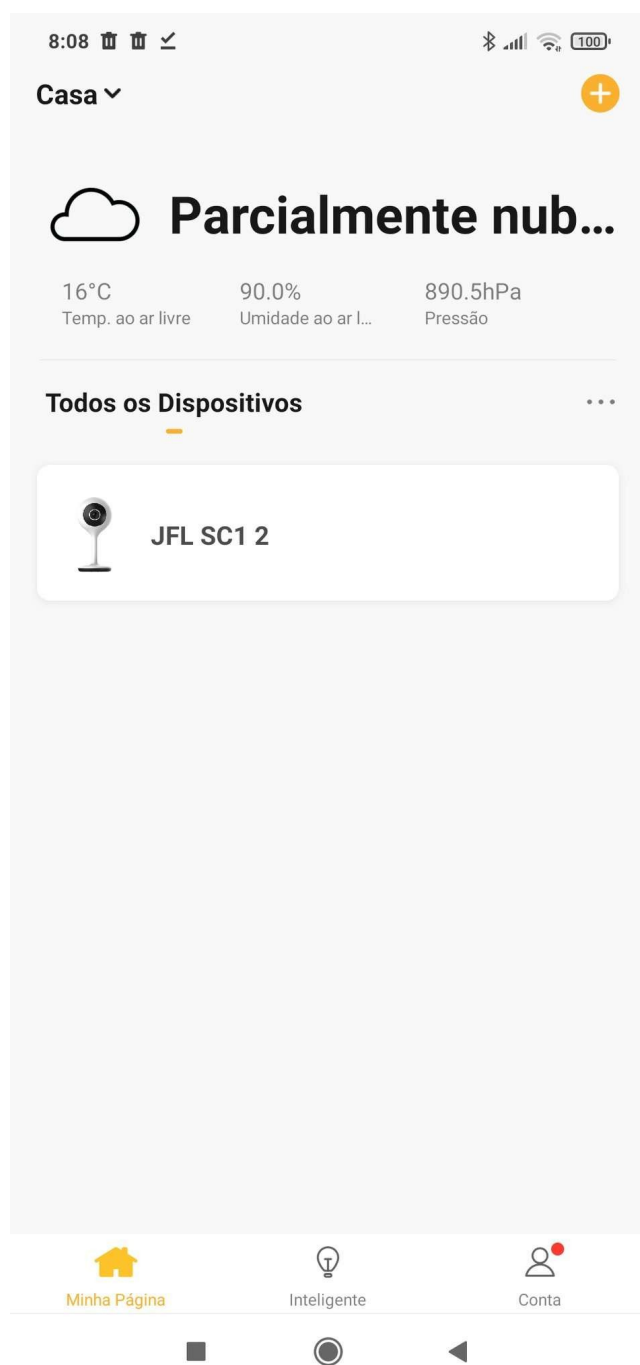 8:08
100
Casa
Parcialmente nub...
16°C 90.0% 890.5hPa
Temp. ao ar livre Umidade ao ar l... Pressão
Todos os Dispositivos
JFL SC1 2
Minha Página Inteligente Conta